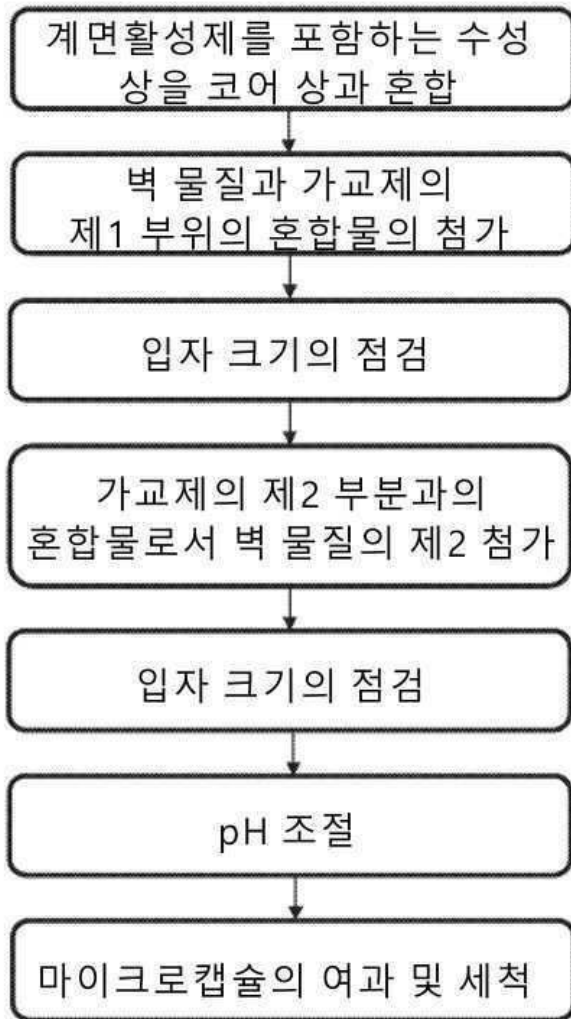 계면활성제를 포함하는 수성
상을 코어 상과 혼합
벽 물질과 가교제의
제1 부위의 혼합물의 첨가
입자 크기의 점검
가교제의 제2 부분과의
혼합물로서 벽 물질의 제2 첨가
입자 크기의 점검
pH 조절
마이크로캡슐의 여과 및 세척